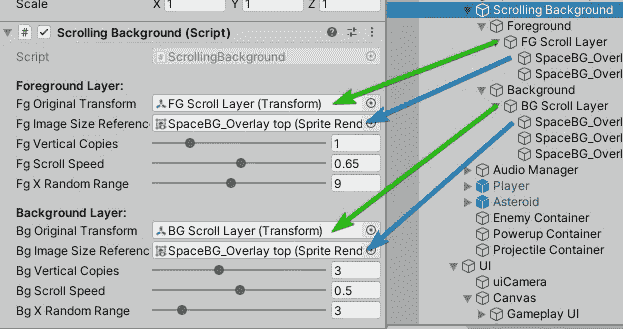 Scale X 1 Y 1 Z 1
Scrolling Background (Script)
Script ScrollingBackground
Foreground Layer:
Fg Original Transform FG Scroll Layer (Transform)
Fg Image Size Referenc SpaceBG_Overlay top (Sprite Rend
Fg Vertical Copies 1
Fg Scroll Speed 0.65
Fg X Random Range 9
Background Layer:
Bg Original Transform BG Scroll Layer (Transform)
Bg Image Size Referenc SpaceBG_Overlay top (Sprite Rend
Bg Vertical Copies 3
Bg Scroll Speed 0.5
Bg X Random Range 3
Scrolling Background
Foreground
FG Scroll Layer
SpaceBG_Overl
SpaceBG_Overl
Background
BG Scroll Layer
SpaceBG_Overl
SpaceBG_Overl
SpaceBG_Overl
Audio Manager
Player
Asteroid
Enemy Container
Powerup Container
Projectile Container
UI
uiCamera
Canvas
Gameplay UI